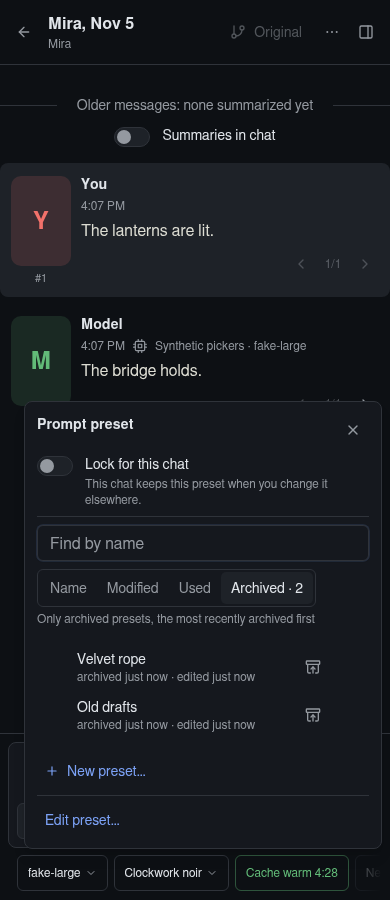 Mira, Nov 5
Mira
Original
Older messages: none summarized yet
Summaries in chat
Y
You
4:07 PM
The lanterns are lit.
1/1
#1
M
Model
4:07 PM Synthetic pickers · fake-large
The bridge holds.
Prompt preset
Lock for this chat
This chat keeps this preset when you change it
elsewhere.
Find by name
Name Modified Used Archived · 2
Only archived presets, the most recently archived first
Velvet rope
archived just now · edited just now
Old drafts
archived just now · edited just now
New preset...
Edit preset...
fake-large Clockwork noir Cache warm 4:28